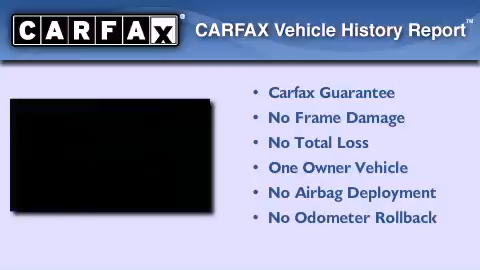 CARFAX® CARFAX Vehicle History Report™
• Carfax Guarantee
• No Frame Damage
• No Total Loss
• One Owner Vehicle
• No Airbag Deployment
• No Odometer Rollback